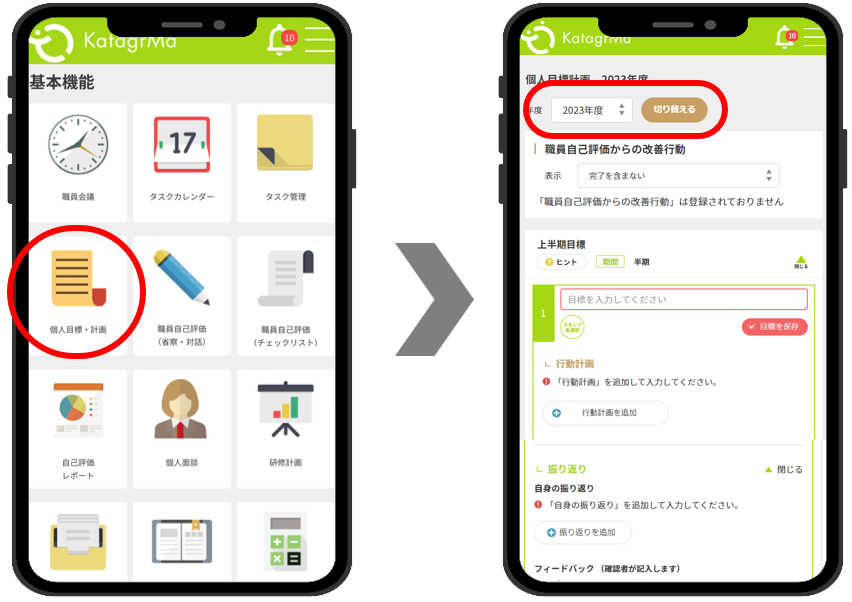 KatagrMa
10
基本機能
17
職員会議
タスクカレンダー
タスク管理
個人目標・計画
職員自己評価
（省察・対話）
職員自己評価
（チェックリスト）
自己評価
レポート
個人面談
研修計画
KatagrMa
10
個人目標計画 2023年度
年度 2023年度 切り替える
職員自己評価からの改善行動
表示 完了を含まない
「職員自己評価からの改善行動」は登録されておりません
上半期目標
? ヒント 期間 半期
閉じる
1 目標を入力してください
スタンプを選択
目標を保存
行動計画
「行動計画」を追加して入力してください。
行動計画を追加
振り返り 閉じる
自身の振り返り
「自身の振り返り」を追加して入力してください。
振り返りを追加
フィードバック （確認者が記入します）